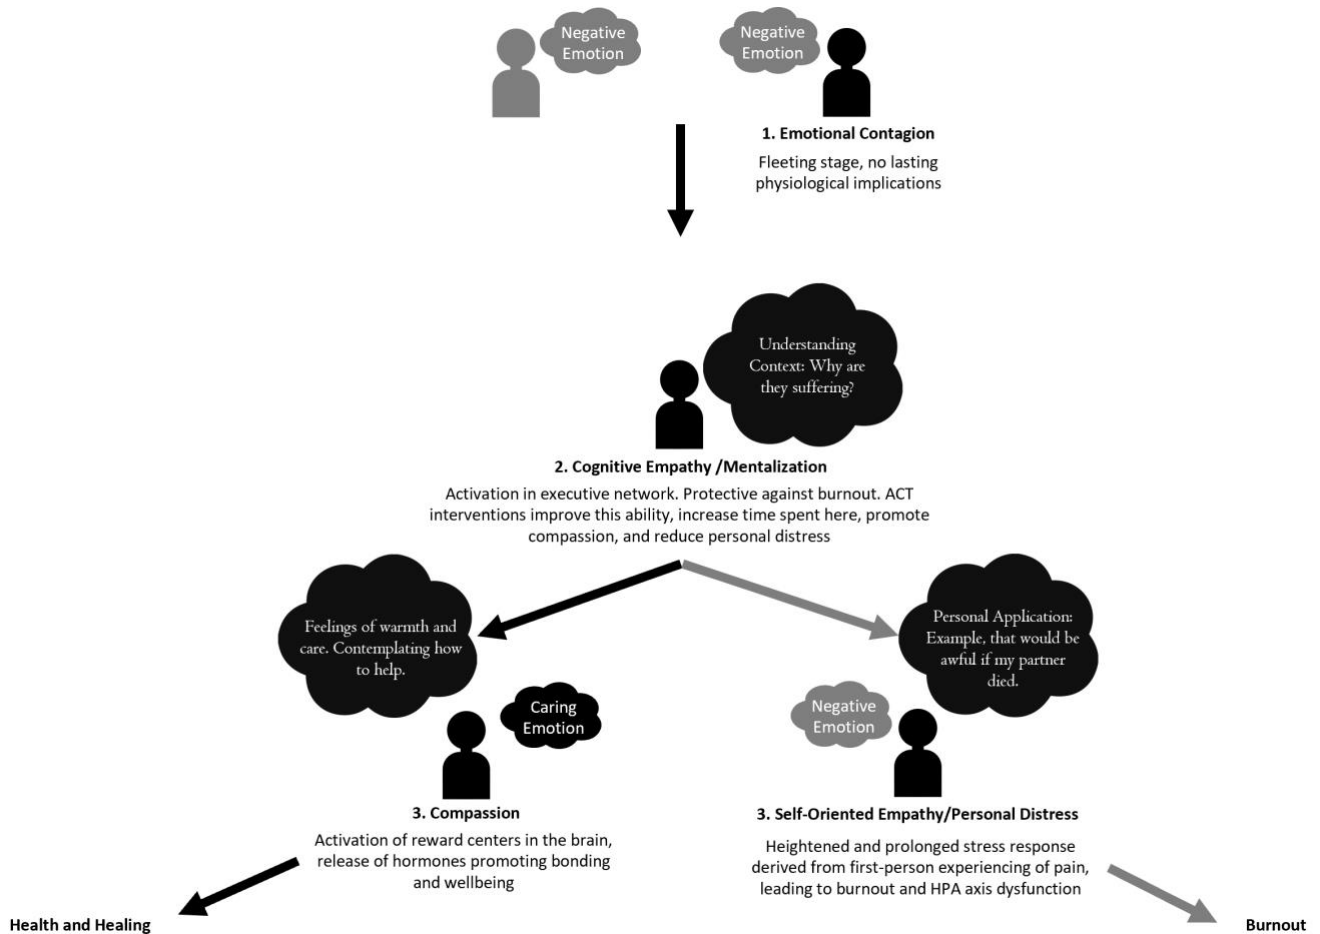 Negative
Emotion
Negative
Emotion
1. Emotional Contagion
Fleeting stage, no lasting
physiological implications
Understanding
Context: Why are
they suffering?
2. Cognitive Empathy /Mentalization
Activation in executive network. Protective against burnout. ACT
interventions improve this ability, increase time spent here, promote
compassion, and reduce personal distress
Feelings of warmth and
care. Contemplating how
to help.
Caring
Emotion
3. Compassion
Activation of reward centers in the brain,
release of hormones promoting bonding
and wellbeing
Health and Healing
Personal Application:
Example, that would be
awful if my partner
died.
Negative
Emotion
3. Self-Oriented Empathy/Personal Distress
Heightened and prolonged stress response
derived from first-person experiencing of pain,
leading to burnout and HPA axis dysfunction
Burnout